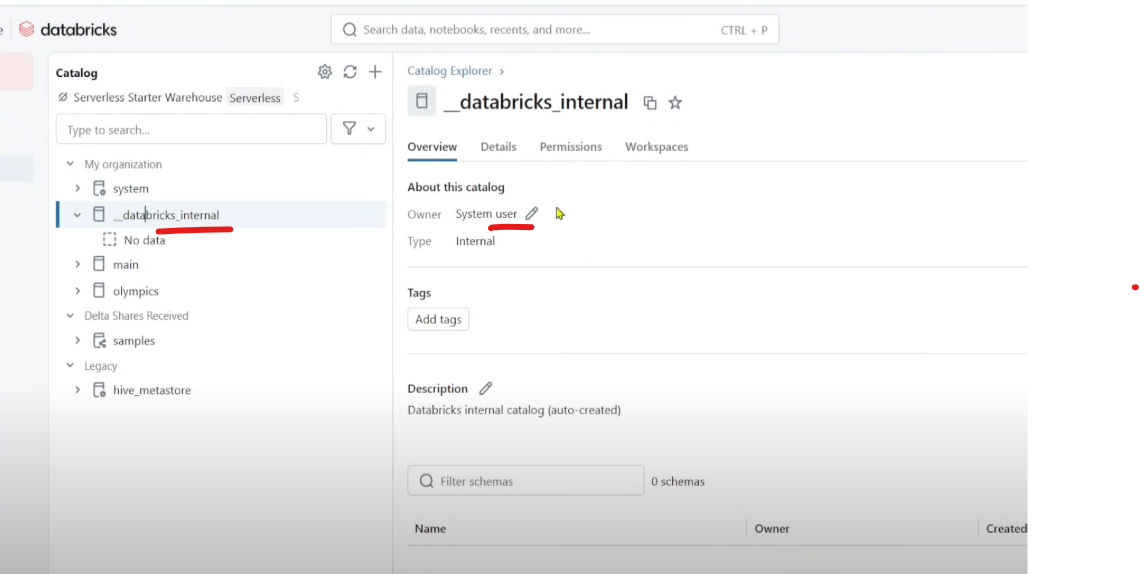 e
databricks
Search data, notebooks, recents, and more...
CTRL + P
Catalog
Serverless Starter Warehouse Serverless S
Type to search...
My organization
system
__databricks_internal
No data
main
olympics
Delta Shares Received
samples
Legacy
hive_metastore
Catalog Explorer ›
__databricks_internal
Overview Details Permissions Workspaces
About this catalog
Owner System user
Type Internal
Tags
Add tags
Description
Databricks internal catalog (auto-created)
Filter schemas
0 schemas
Name Owner Created